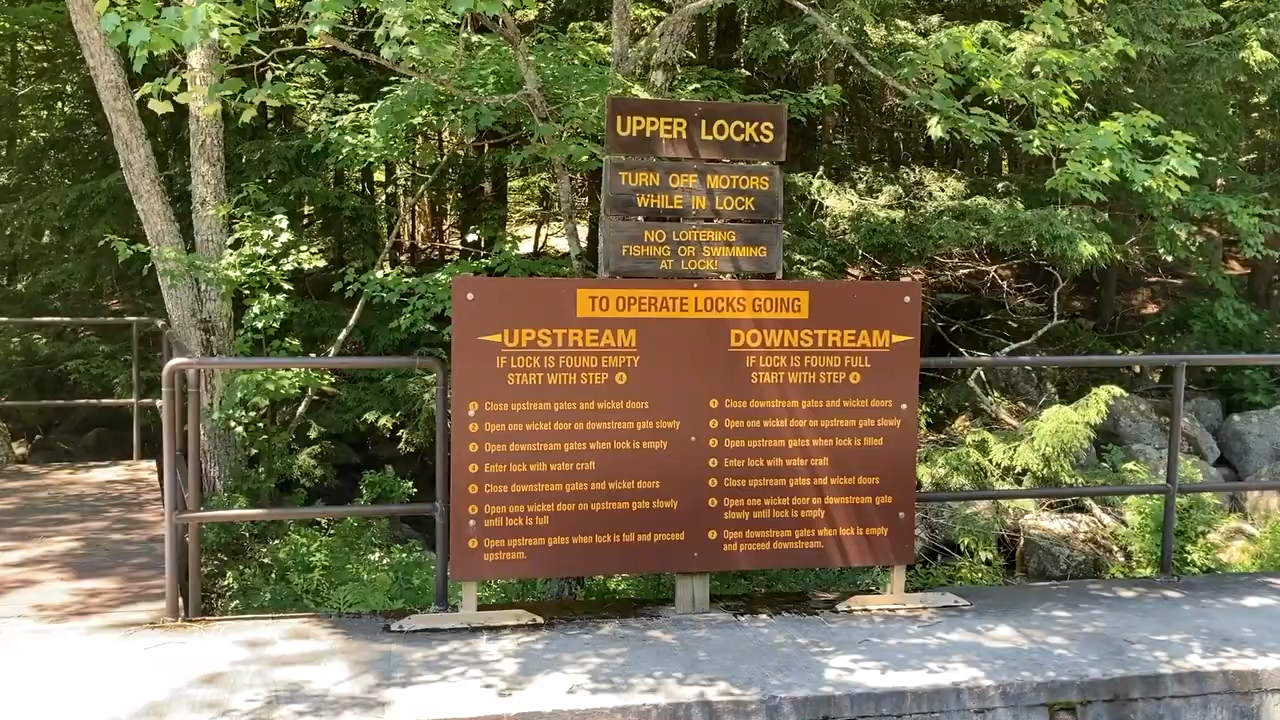 UPPER LOCKS
TURN OFF MOTORS
WHILE IN LOCK
NO LOITERING
FISHING OR SWIMMING
AT LOCK!
TO OPERATE LOCKS GOING
UPSTREAM
IF LOCK IS FOUND EMPTY
START WITH STEP 4
1 Close upstream gates and wicket doors
2 Open one wicket door on downstream gate slowly
3 Open downstream gates when lock is empty
4 Enter lock with water craft
5 Close downstream gates and wicket doors
6 Open one wicket door on upstream gate slowly
until lock is full
7 Open upstream gates when lock is full and proceed
upstream.
DOWNSTREAM
IF LOCK IS FOUND FULL
START WITH STEP 4
1 Close downstream gates and wicket doors
2 Open one wicket door on upstream gate slowly
3 Open upstream gates when lock is filled
4 Enter lock with water craft
5 Close upstream gates and wicket doors
6 Open one wicket door on downstream gate
slowly until lock is empty
7 Open downstream gates when lock is empty
and proceed downstream.